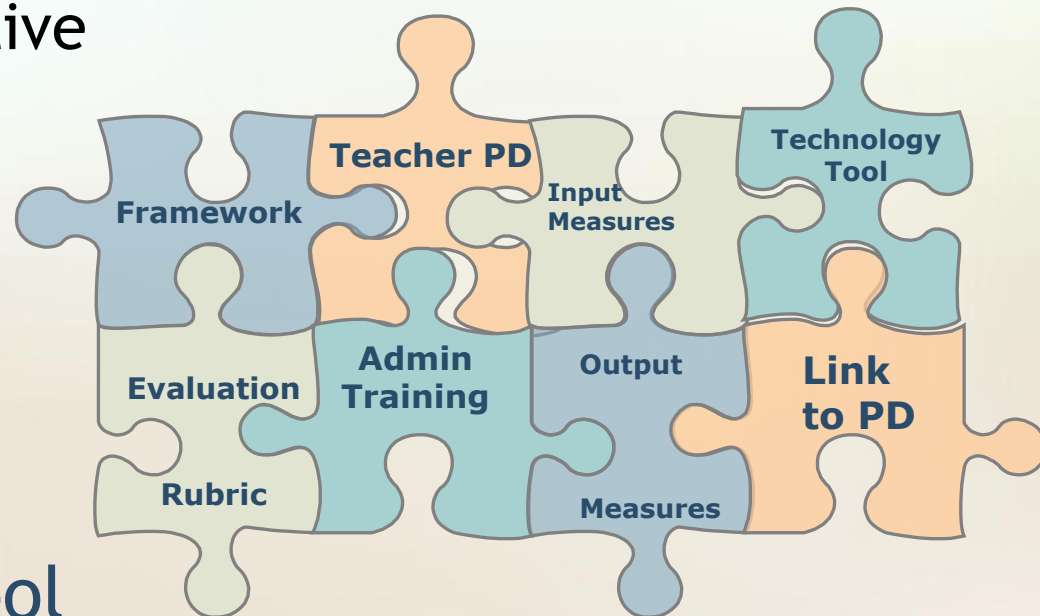 ive
Teacher PD
Technology
Tool
Framework
Input
Measures
Evaluation
Rubric
Admin
Training
Output
Measures
Link
to PD
ol